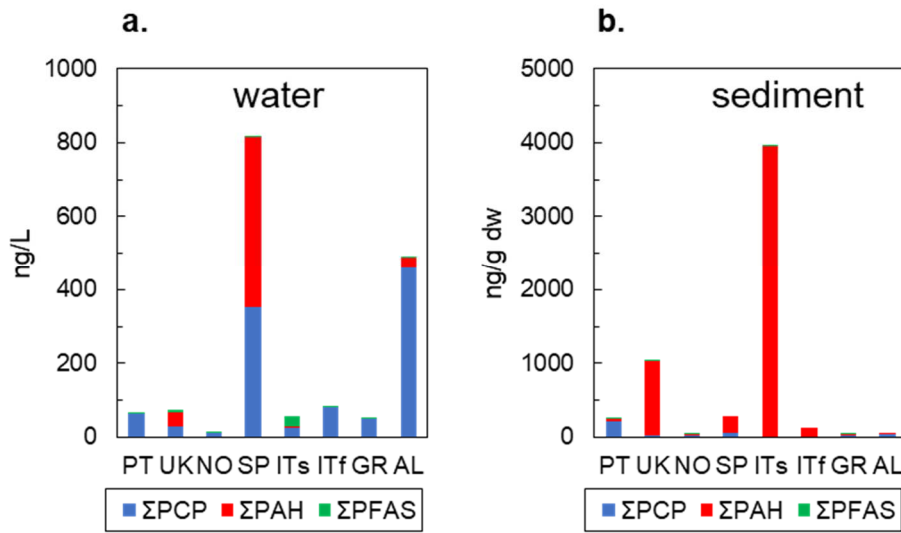 a.
water
1000
800
600
400
200
0
ng/L
PT UK NO SP ITs ITf GR AL
ΣPCP ΣPAH ΣPFAS
b.
sediment
5000
4000
3000
2000
1000
0
ng/g dw
PT UK NO SP ITs ITf GR AL
ΣPCP ΣPAH ΣPFAS